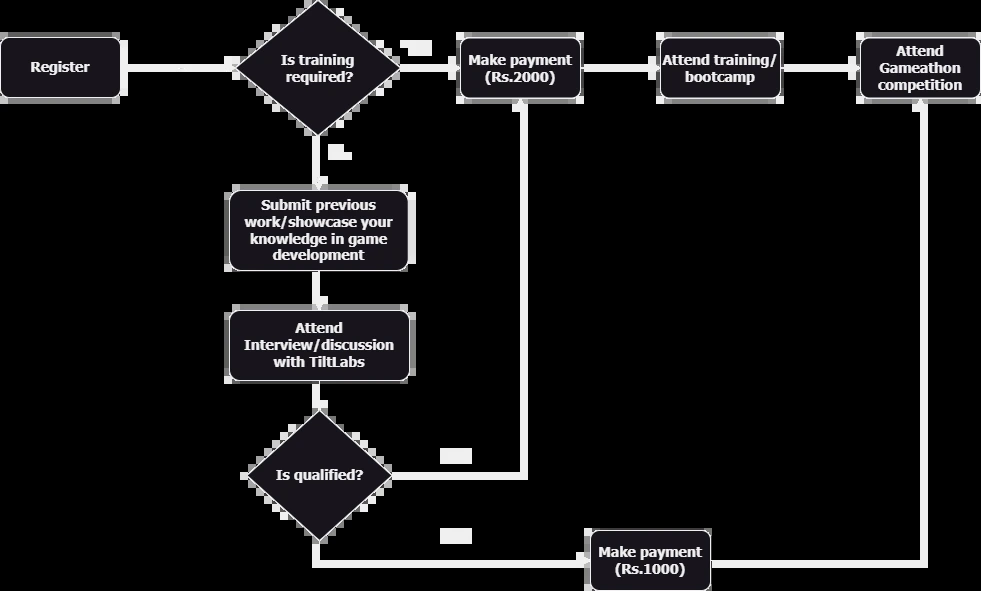 Register
Is training
required?
Make payment
(Rs.2000)
Attend training/
bootcamp
Attend
Gameathon
competition
Submit previous
work/showcase your
knowledge in game
development
Attend
Interview/discussion
with TiltLabs
Is qualified?
Make payment
(Rs.1000)